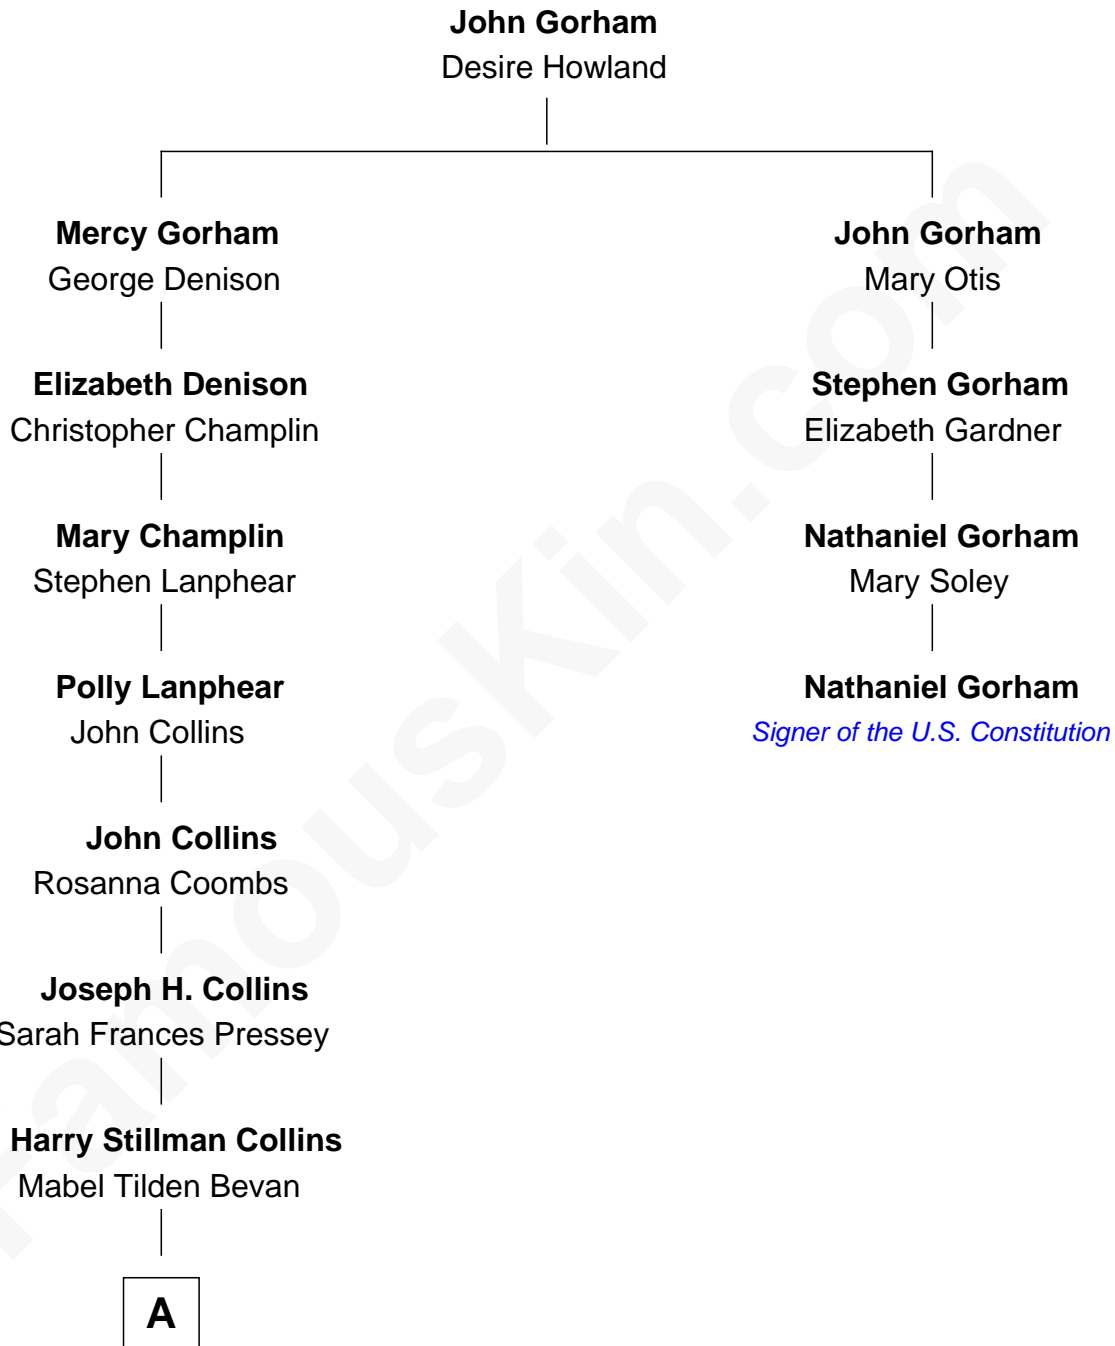 John Gorham
Desire Howland
Mercy Gorham
George Denison
John Gorham
Mary Otis
Elizabeth Denison
Christopher Champlin
Stephen Gorham
Elizabeth Gardner
Mary Champlin
Stephen Lanphear
Nathaniel Gorham
Mary Soley
Polly Lanphear
John Collins
Nathaniel Gorham
Signer of the U.S. Constitution
John Collins
Rosanna Coombs
Joseph H. Collins
Sarah Frances Pressey
Harry Stillman Collins
Mabel Tilden Bevan
A
FamousKin.com